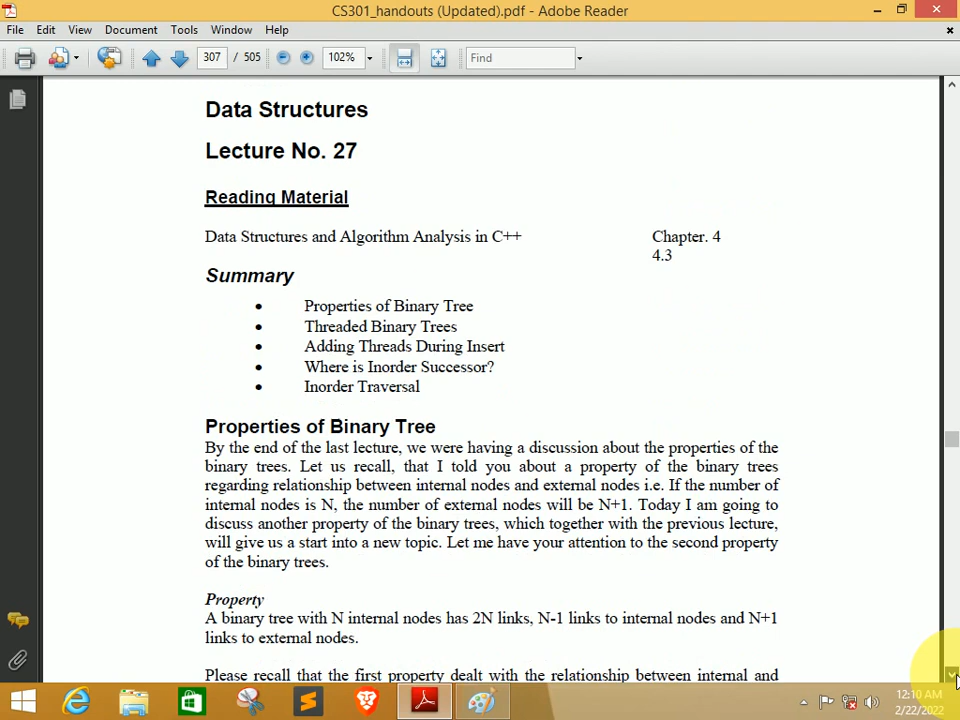 CS301_handouts (Updated).pdf - Adobe Reader
File Edit View Document Tools Window Help
307 / 505 102% Find
Data Structures
Lecture No. 27
Reading Material
Data Structures and Algorithm Analysis in C++ Chapter. 4
4.3
Summary
• Properties of Binary Tree
• Threaded Binary Trees
• Adding Threads During Insert
• Where is Inorder Successor?
• Inorder Traversal
Properties of Binary Tree
By the end of the last lecture, we were having a discussion about the properties of the
binary trees. Let us recall, that I told you about a property of the binary trees
regarding relationship between internal nodes and external nodes i.e. If the number of
internal nodes is N, the number of external nodes will be N+1. Today I am going to
discuss another property of the binary trees, which together with the previous lecture,
will give us a start into a new topic. Let me have your attention to the second property
of the binary trees.
Property
A binary tree with N internal nodes has 2N links, N-1 links to internal nodes and N+1
links to external nodes.
Please recall that the first property dealt with the relationship between internal and
12:10 AM
2/22/2022